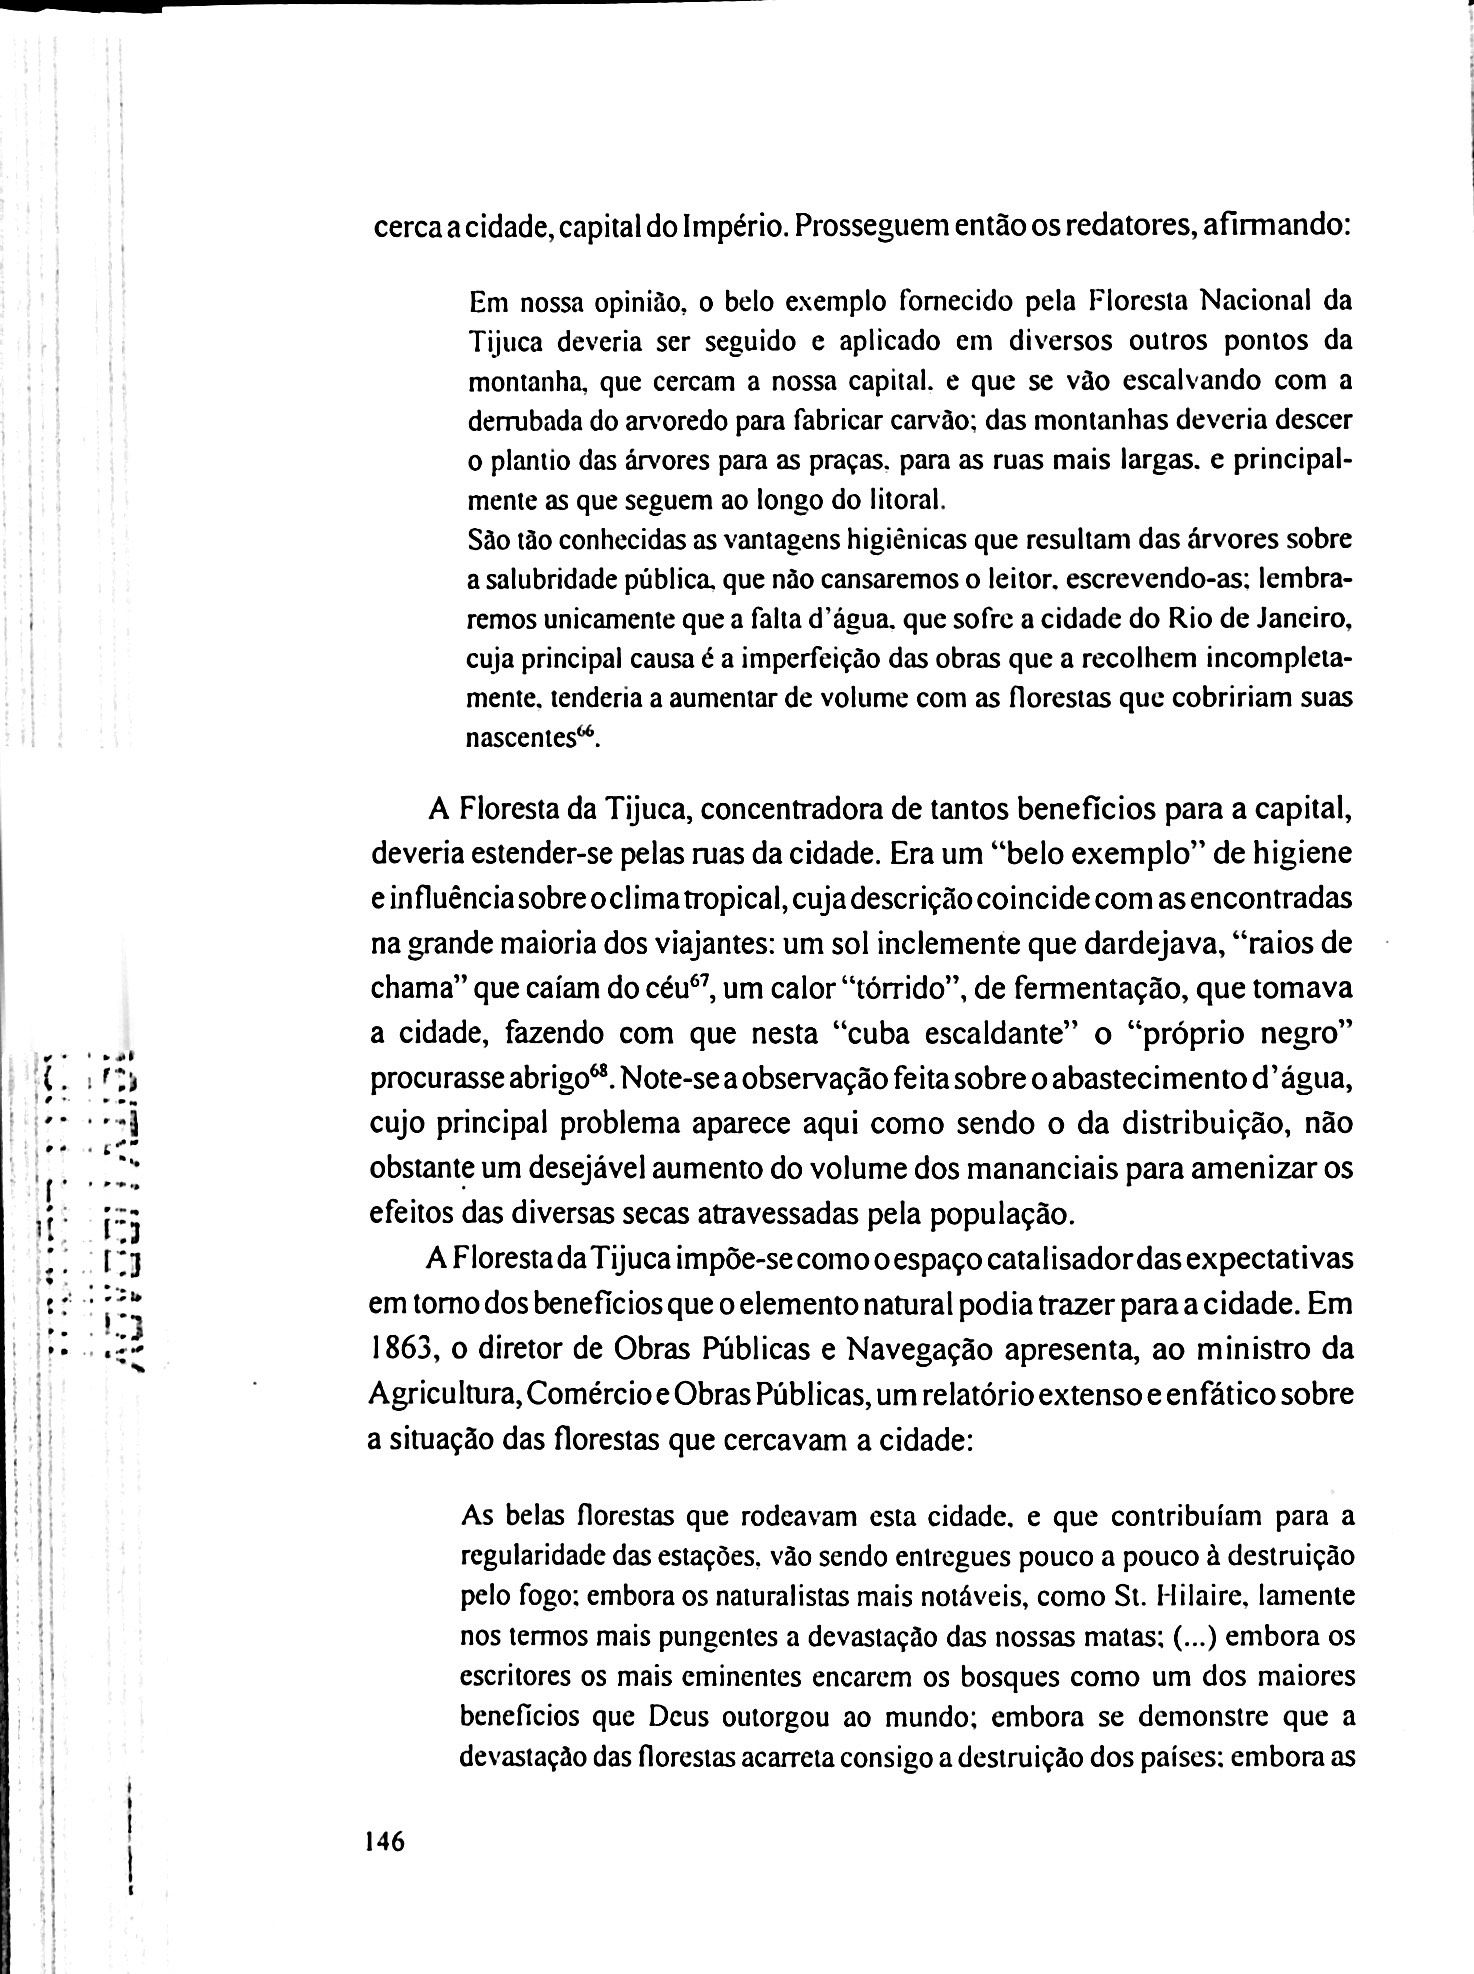 cerca a cidade, capital do Império. Prosseguem então os redatores, afirmando:
Em nossa opinião, o belo exemplo fornecido pela Floresta Nacional da
Tijuca deveria ser seguido e aplicado em diversos outros pontos da
montanha, que cercam a nossa capital. e que se vão escalvando com a
derrubada do arvoredo para fabricar carvão; das montanhas deveria descer
o plantio das árvores para as praças. para as ruas mais largas. e principal-
mente as que seguem ao longo do litoral.
São tão conhecidas as vantagens higiênicas que resultam das árvores sobre
a salubridade pública, que não cansaremos o leitor. escrevendo-as; lembra-
remos unicamente que a falta d'água. que sofre a cidade do Rio de Janeiro,
cuja principal causa é a imperfeição das obras que a recolhem incompleta-
mente. tenderia a aumentar de volume com as florestas que cobririam suas
nascentes⁶⁶.
A Floresta da Tijuca, concentradora de tantos benefícios para a capital,
deveria estender-se pelas ruas da cidade. Era um “belo exemplo” de higiene
e influência sobre o clima tropical, cuja descrição coincide com as encontradas
na grande maioria dos viajantes: um sol inclemente que dardejava, “raios de
chama” que caíam do céu⁶⁷, um calor “tórrido”, de fermentação, que tomava
a cidade, fazendo com que nesta “cuba escaldante” o “próprio negro”
procurasse abrigo⁶⁸. Note-se a observação feita sobre o abastecimento d'água,
cujo principal problema aparece aqui como sendo o da distribuição, não
obstante um desejável aumento do volume dos mananciais para amenizar os
efeitos das diversas secas atravessadas pela população.
A Floresta da Tijuca impõe-se como o espaço catalisador das expectativas
em torno dos benefícios que o elemento natural podia trazer para a cidade. Em
1863, o diretor de Obras Públicas e Navegação apresenta, ao ministro da
Agricultura, Comércio e Obras Públicas, um relatório extenso e enfático sobre
a situação das florestas que cercavam a cidade:
As belas florestas que rodeavam esta cidade. e que contribuíam para a
regularidade das estações. vão sendo entregues pouco a pouco à destruição
pelo fogo; embora os naturalistas mais notáveis, como St. Hilaire. lamente
nos termos mais pungentes a devastação das nossas matas; (...) embora os
escritores os mais eminentes encarem os bosques como um dos maiores
benefícios que Deus outorgou ao mundo; embora se demonstre que a
devastação das florestas acarreta consigo a destruição dos países; embora as
146